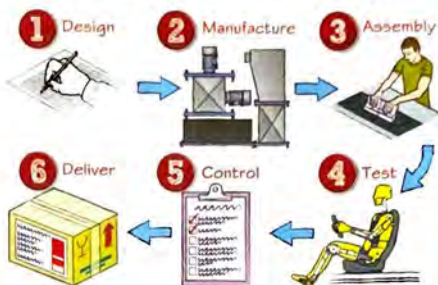 1 Design
2 Manufacture
3 Assembly
4 Test
5 Control
6 Deliver